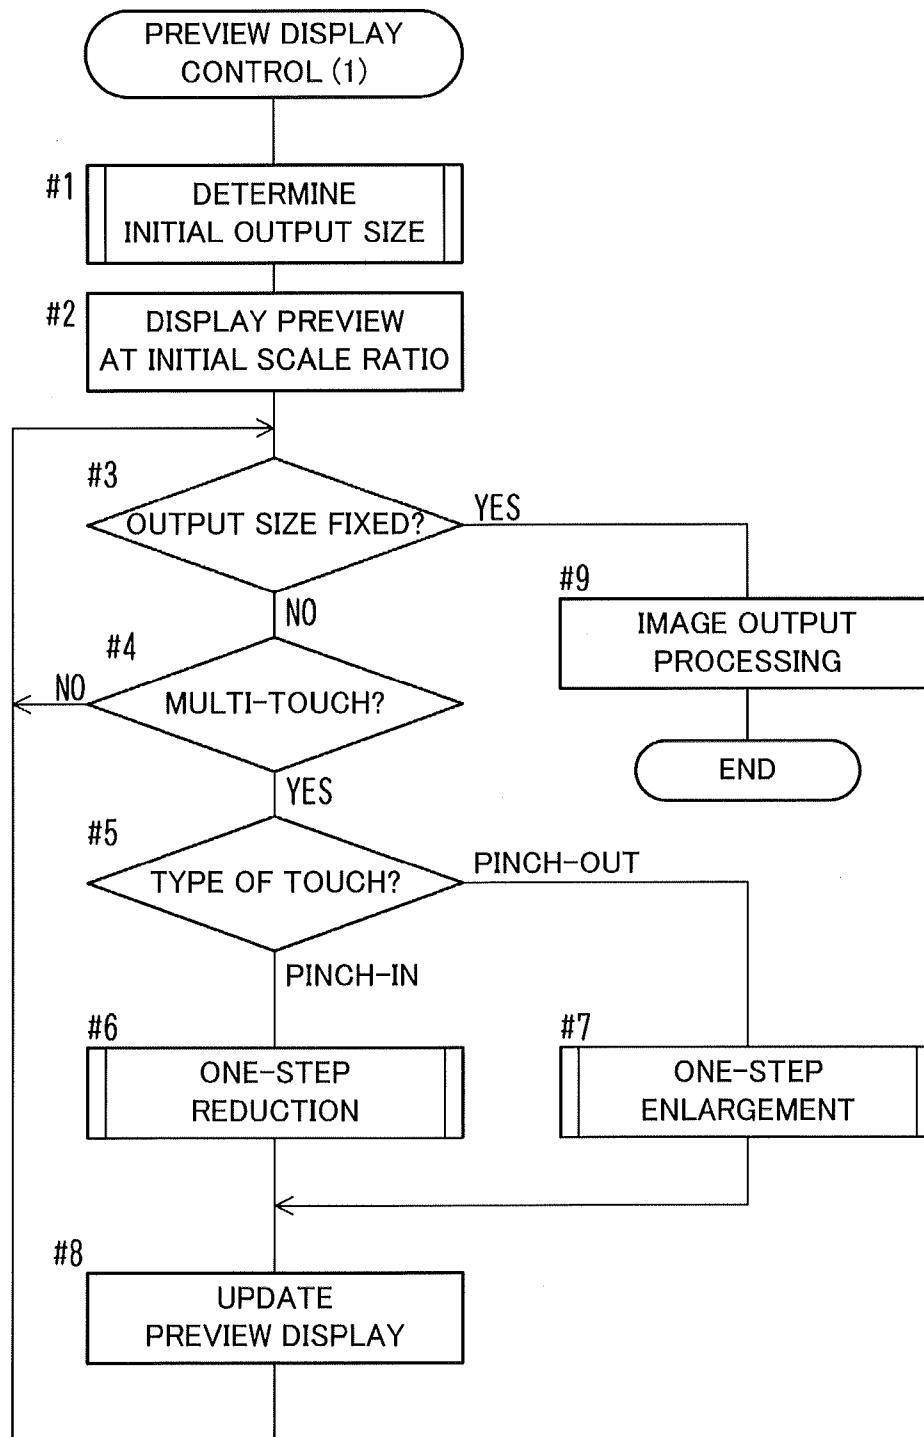 PREVIEW DISPLAY
CONTROL (1)
#1
DETERMINE
INITIAL OUTPUT SIZE
#2
DISPLAY PREVIEW
AT INITIAL SCALE RATIO
#3
OUTPUT SIZE FIXED?
YES
NO
#9
IMAGE OUTPUT
PROCESSING
END
#4
MULTI-TOUCH?
NO
YES
#5
TYPE OF TOUCH?
PINCH-OUT
PINCH-IN
#6
ONE-STEP
REDUCTION
#7
ONE-STEP
ENLARGEMENT
#8
UPDATE
PREVIEW DISPLAY